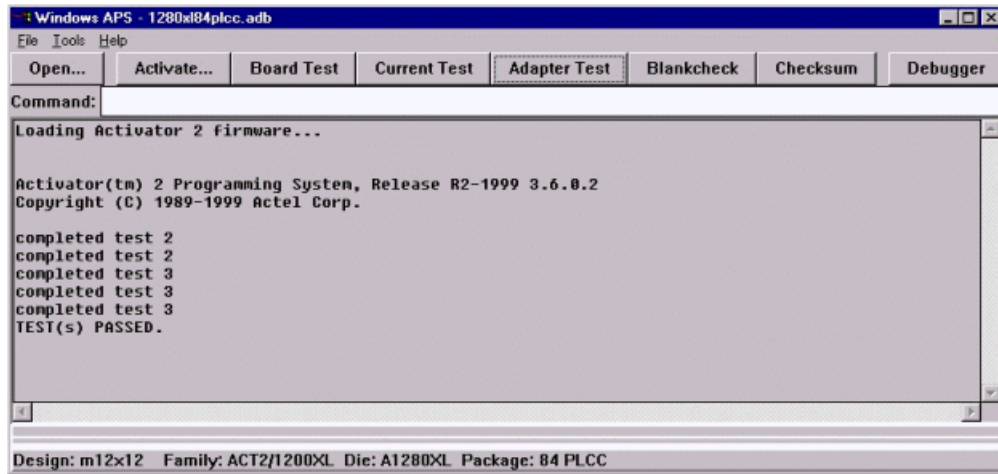 Windows APS - 1280xl84plcc.adb
File Tools Help
Open... Activate... Board Test Current Test Adapter Test Blankcheck Checksum Debugger
Command:
Loading Activator 2 firmware...
Activator(tm) 2 Programming System, Release R2-1999 3.6.0.2
Copyright (C) 1989-1999 Actel Corp.
completed test 2
completed test 2
completed test 3
completed test 3
completed test 3
TEST(s) PASSED.
Design: m12x12 Family: ACT2/1200XL Die: A1280XL Package: 84 PLCC